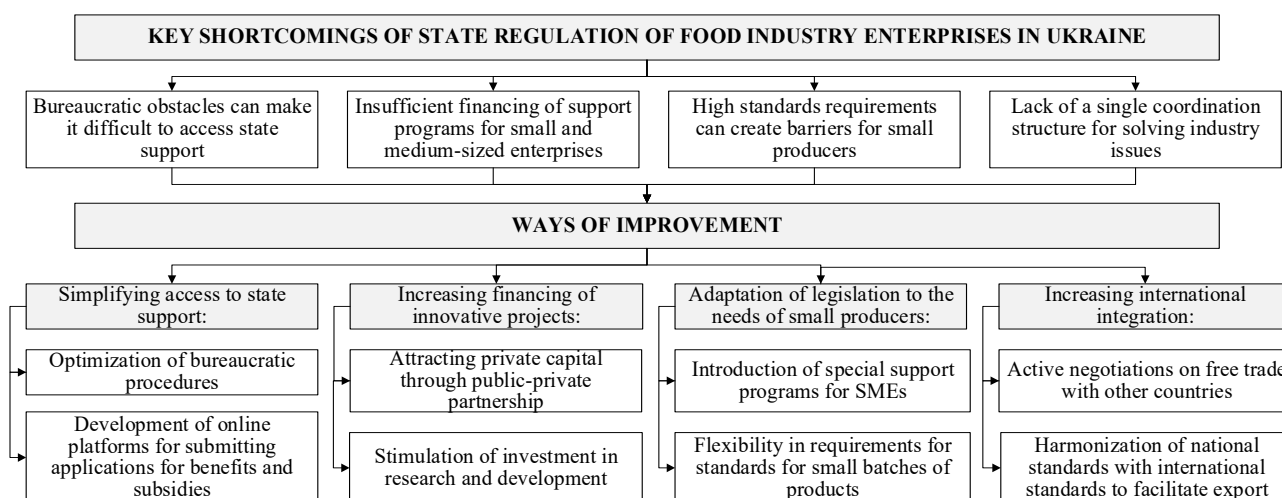 KEY SHORTCOMINGS OF STATE REGULATION OF FOOD INDUSTRY ENTERPRISES IN UKRAINE
Bureaucratic obstacles can make
it difficult to access state
support
Insufficient financing of support
programs for small and
medium-sized enterprises
High standards requirements
can create barriers for small
producers
Lack of a single coordination
structure for solving industry
issues
WAYS OF IMPROVEMENT
Simplifying access to state
support:
Optimization of bureaucratic
procedures
Development of online
platforms for submitting
applications for benefits and
subsidies
Increasing financing of
innovative projects:
Attracting private capital
through public-private
partnership
Stimulation of investment in
research and development
Adaptation of legislation to the
needs of small producers:
Introduction of special support
programs for SMEs
Flexibility in requirements for
standards for small batches of
products
Increasing international
integration:
Active negotiations on free trade
with other countries
Harmonization of national
standards with international
standards to facilitate export